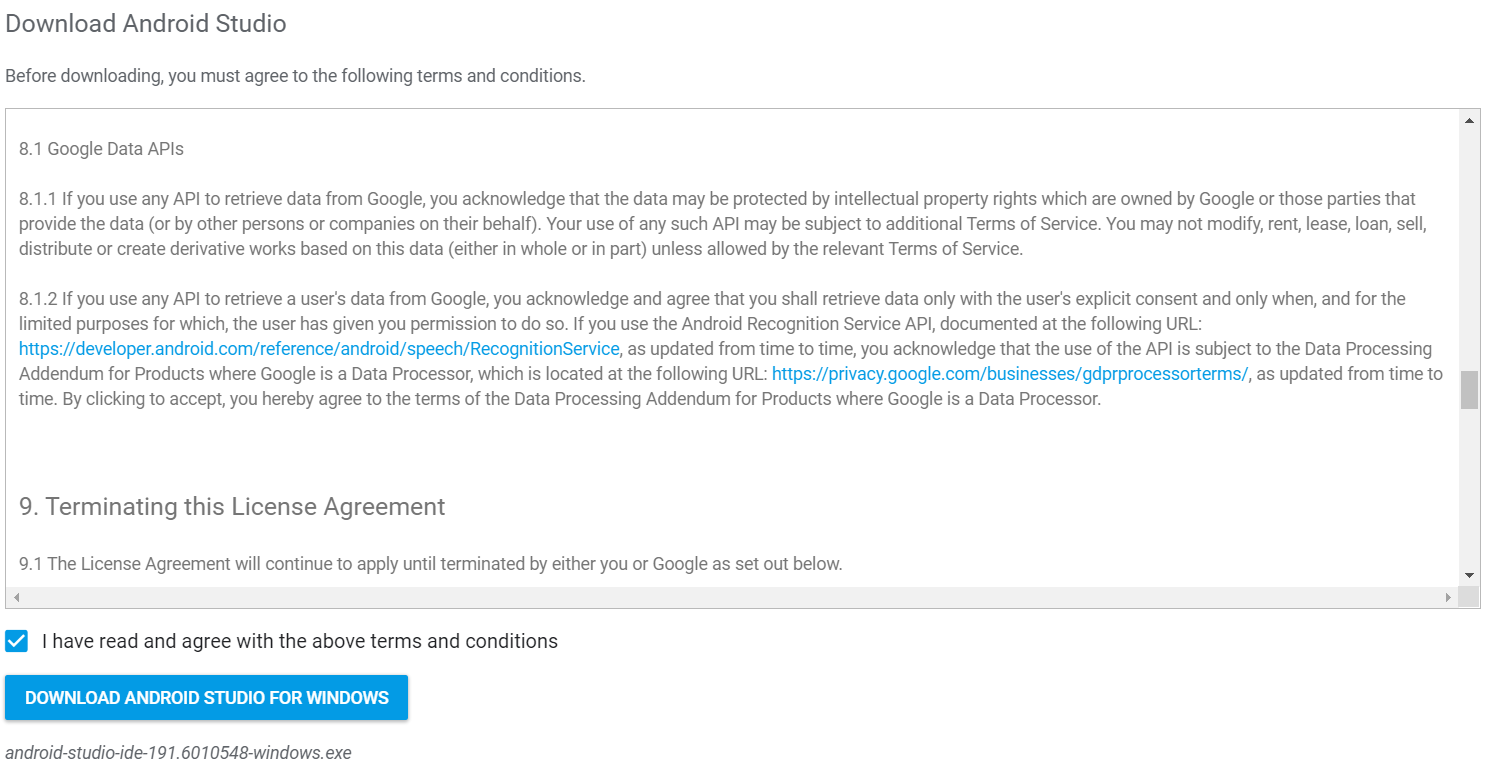 Download Android Studio
Before downloading, you must agree to the following terms and conditions.
8.1 Google Data APIs
8.1.1 If you use any API to retrieve data from Google, you acknowledge that the data may be protected by intellectual property rights which are owned by Google or those parties that
provide the data (or by other persons or companies on their behalf). Your use of any such API may be subject to additional Terms of Service. You may not modify, rent, lease, loan, sell,
distribute or create derivative works based on this data (either in whole or in part) unless allowed by the relevant Terms of Service.
8.1.2 If you use any API to retrieve a user's data from Google, you acknowledge and agree that you shall retrieve data only with the user's explicit consent and only when, and for the
limited purposes for which, the user has given you permission to do so. If you use the Android Recognition Service API, documented at the following URL:
https://developer.android.com/reference/android/speech/RecognitionService, as updated from time to time, you acknowledge that the use of the API is subject to the Data Processing
Addendum for Products where Google is a Data Processor, which is located at the following URL: https://privacy.google.com/businesses/gdprprocessorterms/, as updated from time to
time. By clicking to accept, you hereby agree to the terms of the Data Processing Addendum for Products where Google is a Data Processor.
9. Terminating this License Agreement
9.1 The License Agreement will continue to apply until terminated by either you or Google as set out below.
I have read and agree with the above terms and conditions
DOWNLOAD ANDROID STUDIO FOR WINDOWS
android-studio-ide-191.6010548-windows.exe